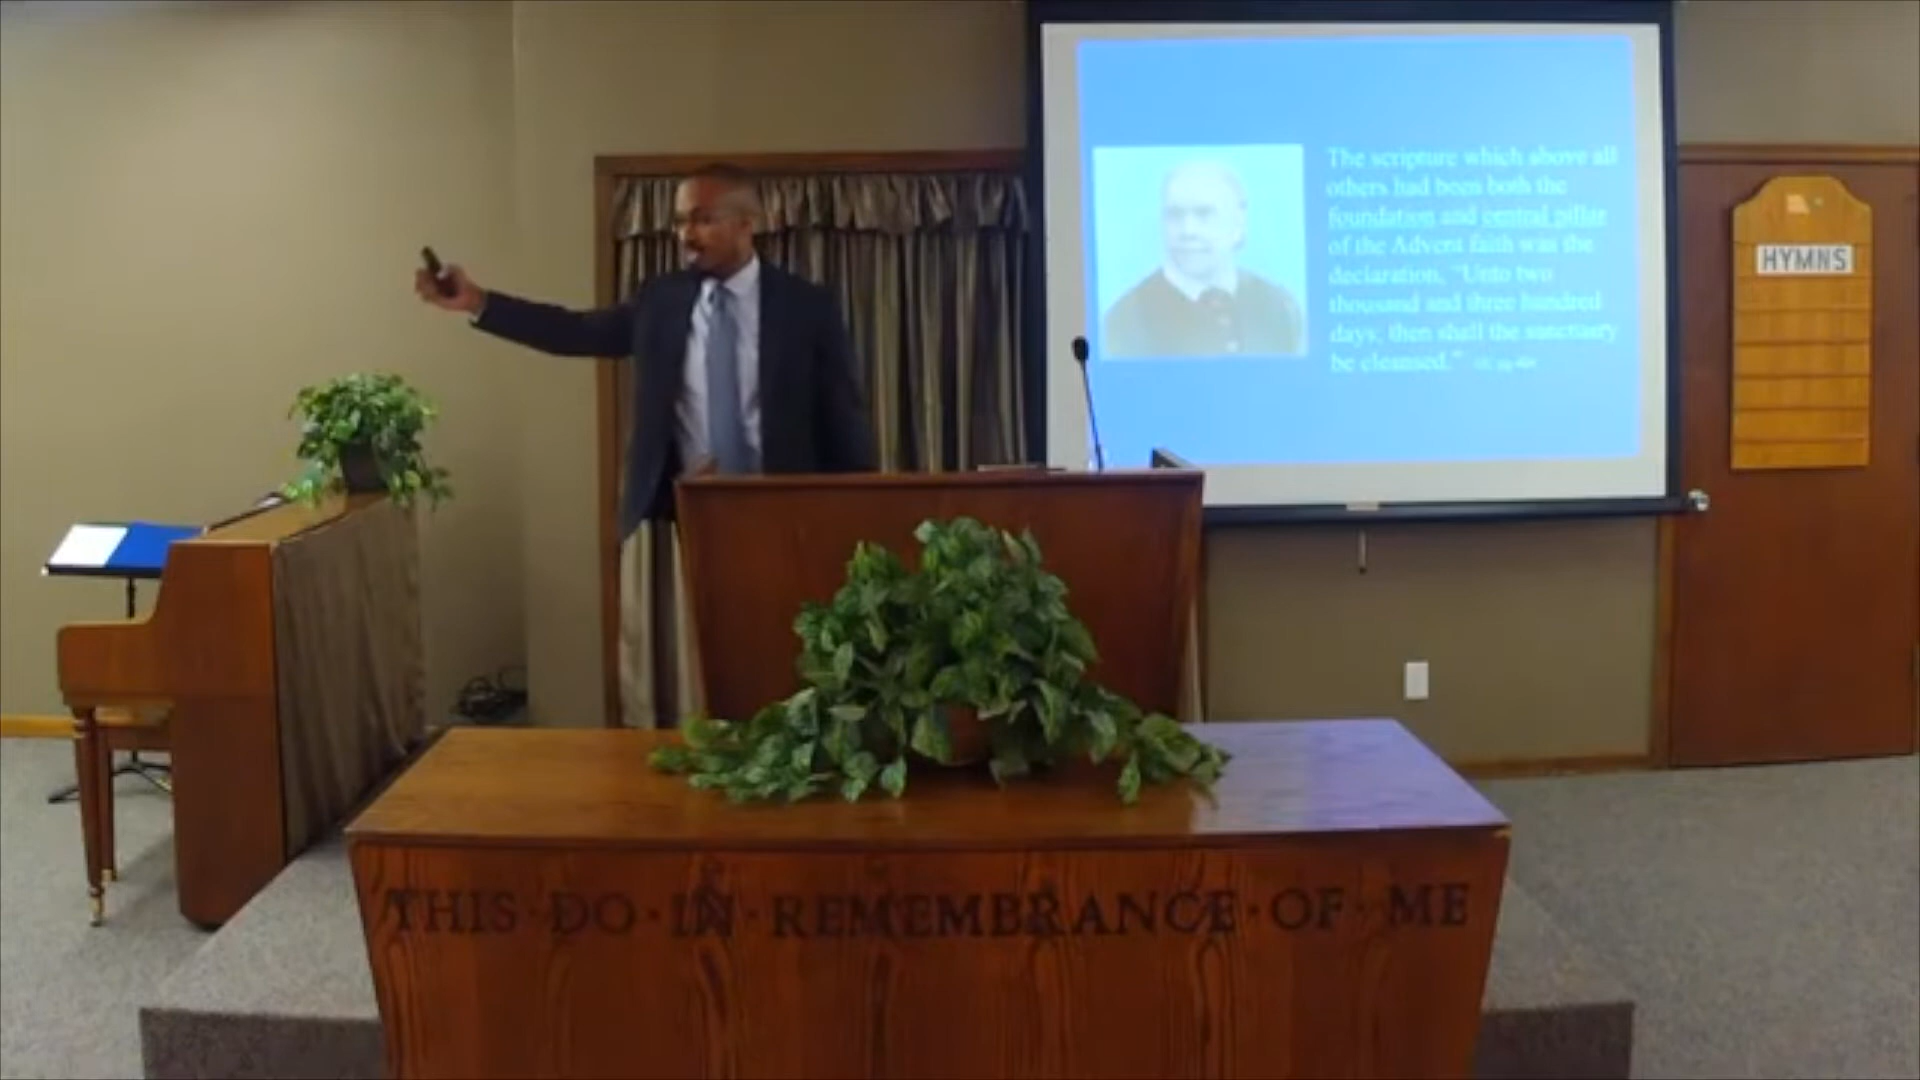 The scripture which above all
others had been both the
foundation and central pillar
of the Advent faith was the
declaration, "Unto two
thousand and three hundred
days; then shall the sanctuary
be cleansed."
HYMNS
THIS · DO · IN · REMEMBRANCE · OF · ME